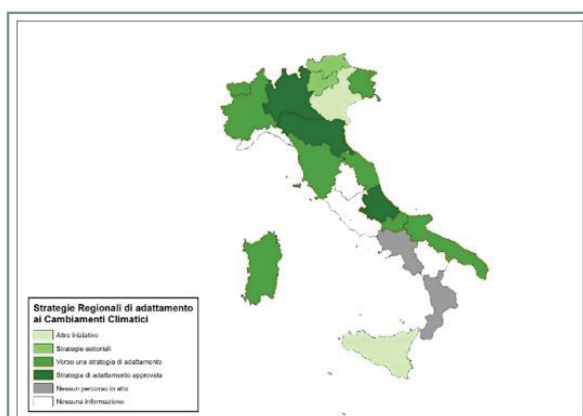 Strategie Regionali di adattamento
ai Cambiamenti Climatici
Altre iniziative
Strategie settoriali
Verso una strategia di adattamento
Strategia di adattamento approvata
Nessun percorso in atto
Nessuna informazione